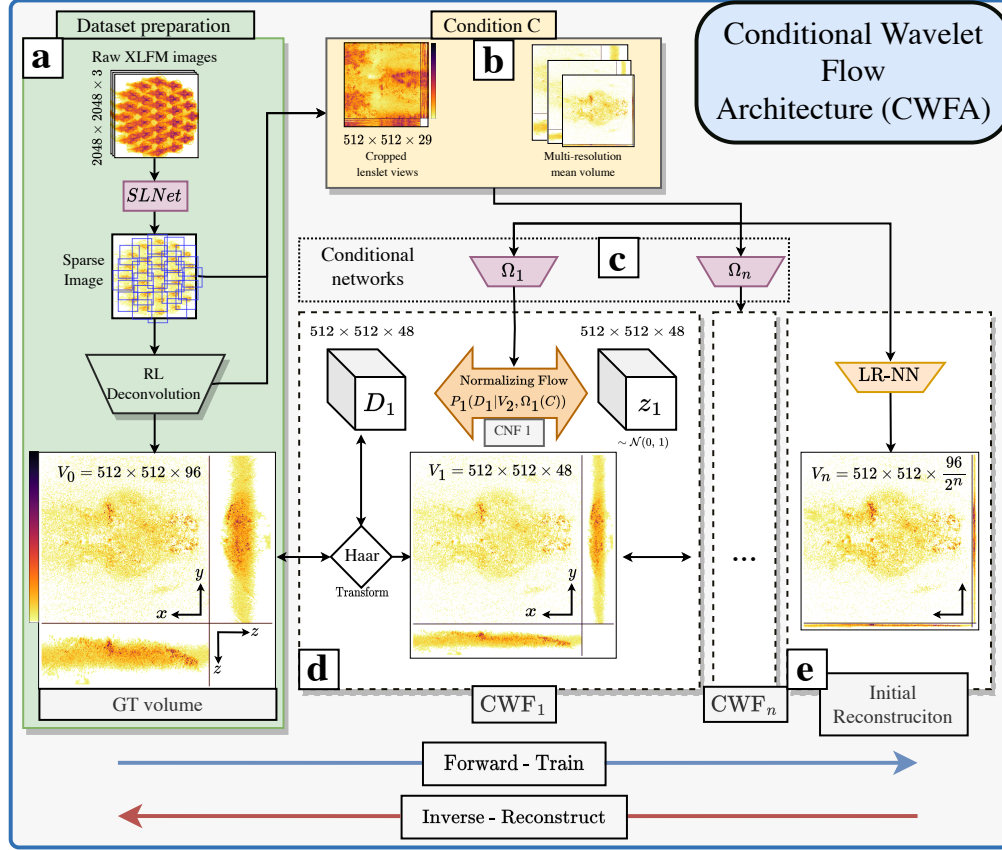 Conditional Wavelet
Flow
Architecture (CWFA)
Dataset preparation
a
Raw XLFM images
2048 × 2048 × 3
SLNet
Sparse
Image
RL
Deconvolution
V₀ = 512 × 512 × 96
y
x
z
z
GT volume
Condition C
b
512 × 512 × 29
Cropped
lenslet views
Multi-resolution
mean volume
Conditional
networks
c
Ω₁
Ωₙ
512 × 512 × 48
512 × 512 × 48
D₁
Normalizing Flow
P₁(D₁|V₂, Ω₁(C))
CNF 1
z₁
∼ 𝒩(0, 1)
Haar
Transform
V₁ = 512 × 512 × 48
y
x
d
CWF₁
...
CWFₙ
LR-NN
Vₙ = 512 × 512 × 96/2ⁿ
y
x
e
Initial
Reconstruciton
Forward - Train
Inverse - Reconstruct